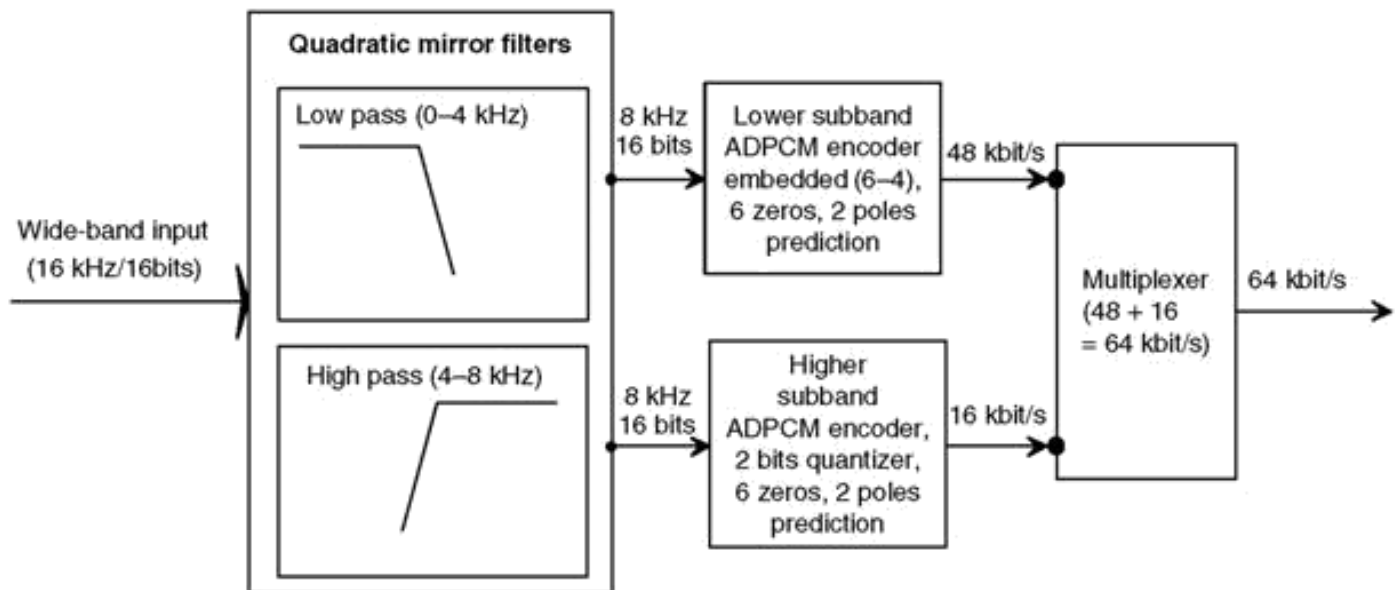 Quadratic mirror filters
Low pass (0–4 kHz)
High pass (4–8 kHz)
Wide-band input
(16 kHz/16bits)
8 kHz
16 bits
Lower subband
ADPCM encoder
embedded (6–4),
6 zeros, 2 poles
prediction
48 kbit/s
8 kHz
16 bits
Higher
subband
ADPCM encoder,
2 bits quantizer,
6 zeros, 2 poles
prediction
16 kbit/s
Multiplexer
(48 + 16
= 64 kbit/s)
64 kbit/s